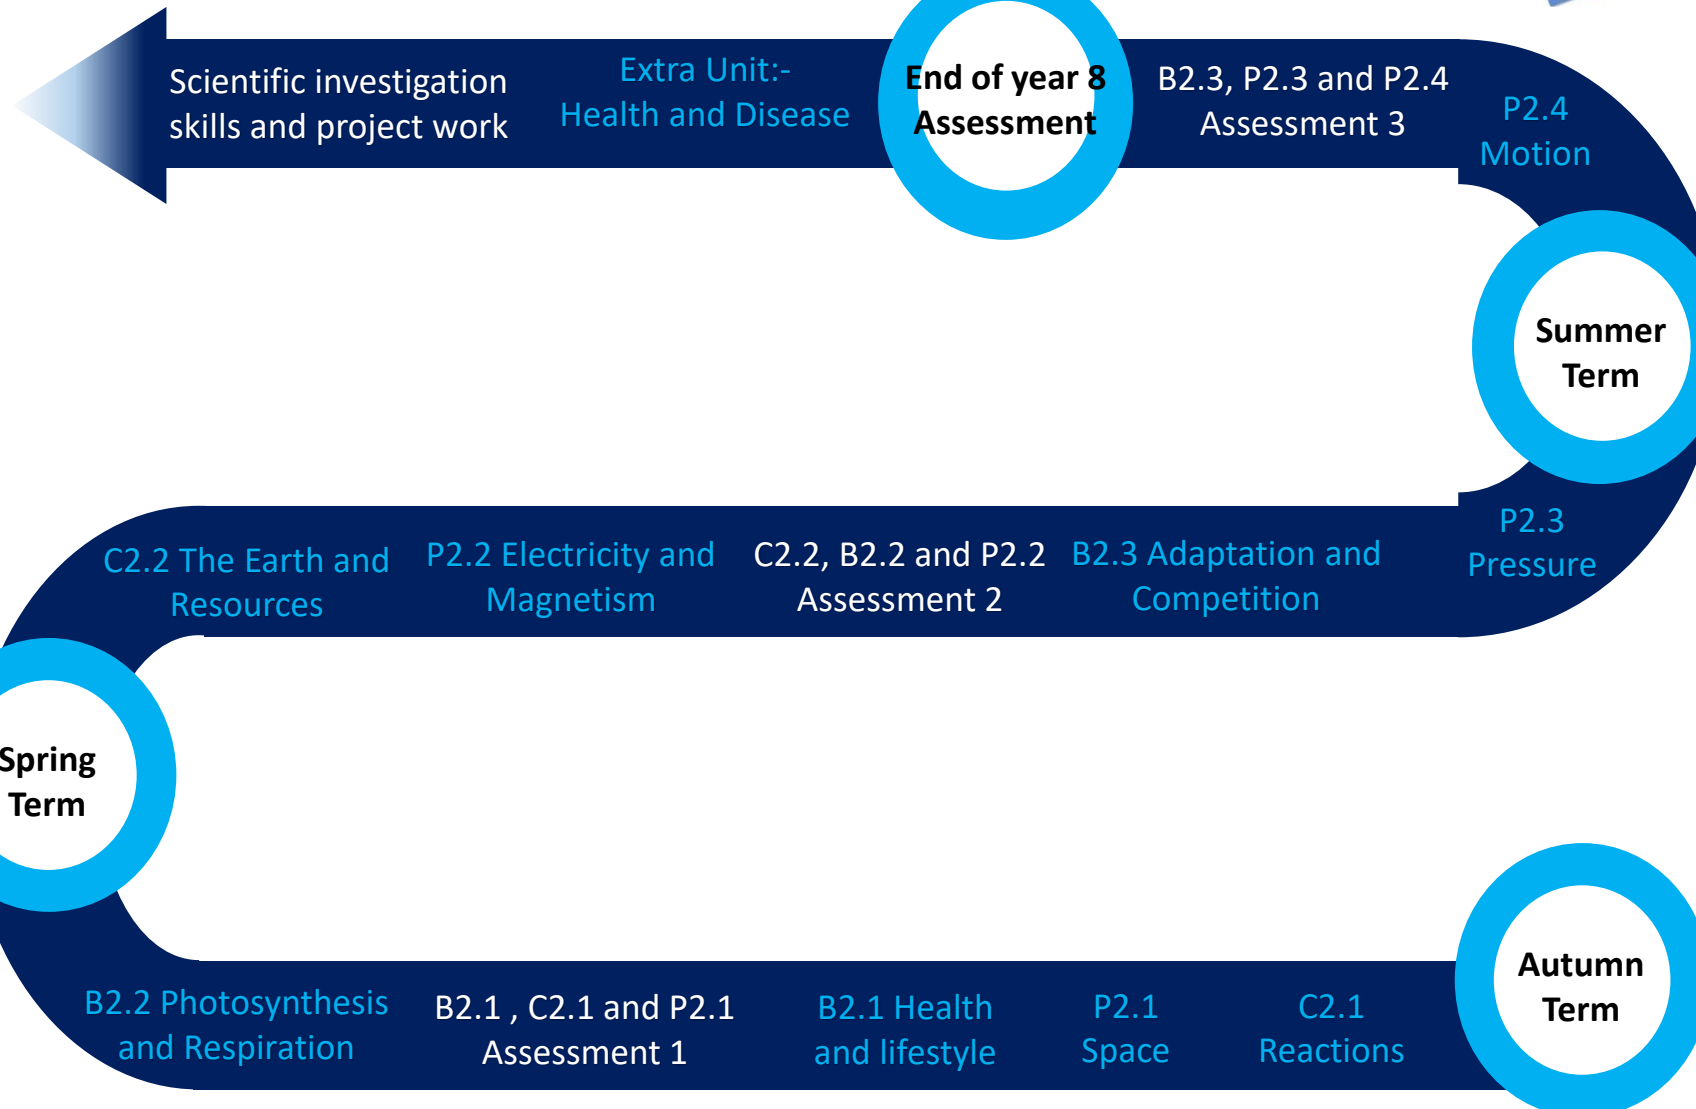 Scientific investigation
skills and project work
Extra Unit:-
Health and Disease
End of year 8
Assessment
B2.3, P2.3 and P2.4
Assessment 3
P2.4
Motion
Summer
Term
C2.2 The Earth and
Resources
P2.2 Electricity and
Magnetism
C2.2, B2.2 and P2.2
Assessment 2
B2.3 Adaptation and
Competition
P2.3
Pressure
Spring
Term
B2.2 Photosynthesis
and Respiration
B2.1 , C2.1 and P2.1
Assessment 1
B2.1 Health
and lifestyle
P2.1
Space
C2.1
Reactions
Autumn
Term